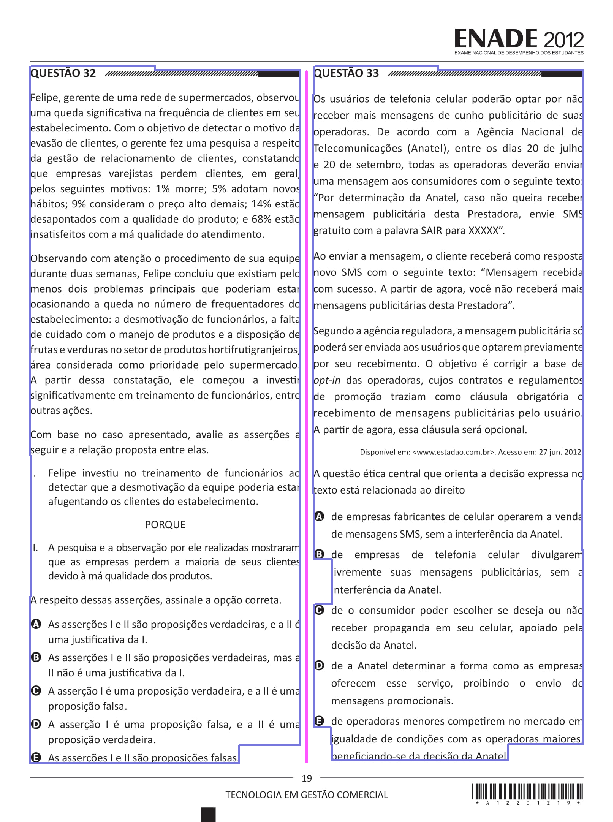 ENADE 2012
EXAME NACIONAL DE DESEMPENHO DOS ESTUDANTES
QUESTÃO 32
Felipe, gerente de uma rede de supermercados, observou
uma queda significativa na frequência de clientes em seu
estabelecimento. Com o objetivo de detectar o motivo da
evasão de clientes, o gerente fez uma pesquisa a respeito
da gestão de relacionamento de clientes, constatando
que empresas varejistas perdem clientes, em geral,
pelos seguintes motivos: 1% morre; 5% adotam novos
hábitos; 9% consideram o preço alto demais; 14% estão
desapontados com a qualidade do produto; e 68% estão
insatisfeitos com a má qualidade do atendimento.
Observando com atenção o procedimento de sua equipe
durante duas semanas, Felipe concluiu que existiam pelo
menos dois problemas principais que poderiam estar
ocasionando a queda no número de frequentadores do
estabelecimento: a desmotivação de funcionários, a falta
de cuidado com o manejo de produtos e a disposição de
frutas e verduras no setor de produtos hortifrutigranjeiros,
área considerada como prioridade pelo supermercado.
A partir dessa constatação, ele começou a investir
significativamente em treinamento de funcionários, entre
outras ações.
Com base no caso apresentado, avalie as asserções a
seguir e a relação proposta entre elas.
I. Felipe investiu no treinamento de funcionários ao
detectar que a desmotivação da equipe poderia estar
afugentando os clientes do estabelecimento.
PORQUE
II. A pesquisa e a observação por ele realizadas mostraram
que as empresas perdem a maioria de seus clientes
devido à má qualidade dos produtos.
A respeito dessas asserções, assinale a opção correta.
A As asserções I e II são proposições verdadeiras, e a II é
uma justificativa da I.
B As asserções I e II são proposições verdadeiras, mas a
II não é uma justificativa da I.
C A asserção I é uma proposição verdadeira, e a II é uma
proposição falsa.
D A asserção I é uma proposição falsa, e a II é uma
proposição verdadeira.
E As asserções I e II são proposições falsas.
QUESTÃO 33
Os usuários de telefonia celular poderão optar por não
receber mais mensagens de cunho publicitário de suas
operadoras. De acordo com a Agência Nacional de
Telecomunicações (Anatel), entre os dias 20 de julho
e 20 de setembro, todas as operadoras deverão enviar
uma mensagem aos consumidores com o seguinte texto:
“Por determinação da Anatel, caso não queira receber
mensagem publicitária desta Prestadora, envie SMS
gratuito com a palavra SAIR para XXXXX”.
Ao enviar a mensagem, o cliente receberá como resposta
novo SMS com o seguinte texto: “Mensagem recebida
com sucesso. A partir de agora, você não receberá mais
mensagens publicitárias desta Prestadora”.
Segundo a agência reguladora, a mensagem publicitária só
poderá ser enviada aos usuários que optarem previamente
por seu recebimento. O objetivo é corrigir a base de
opt-in das operadoras, cujos contratos e regulamentos
de promoção traziam como cláusula obrigatória o
recebimento de mensagens publicitárias pelo usuário.
A partir de agora, essa cláusula será opcional.
Disponível em: <www.estadao.com.br>. Acesso em: 27 jun. 2012.
A questão ética central que orienta a decisão expressa no
texto está relacionada ao direito
A de empresas fabricantes de celular operarem a venda
de mensagens SMS, sem a interferência da Anatel.
B de empresas de telefonia celular divulgarem
livremente suas mensagens publicitárias, sem a
interferência da Anatel.
C de o consumidor poder escolher se deseja ou não
receber propaganda em seu celular, apoiado pela
decisão da Anatel.
D de a Anatel determinar a forma como as empresas
oferecem esse serviço, proibindo o envio de
mensagens promocionais.
E de operadoras menores competirem no mercado em
igualdade de condições com as operadoras maiores,
beneficiando-se da decisão da Anatel.
19
TECNOLOGIA EM GESTÃO COMERCIAL
*A1220121 9*